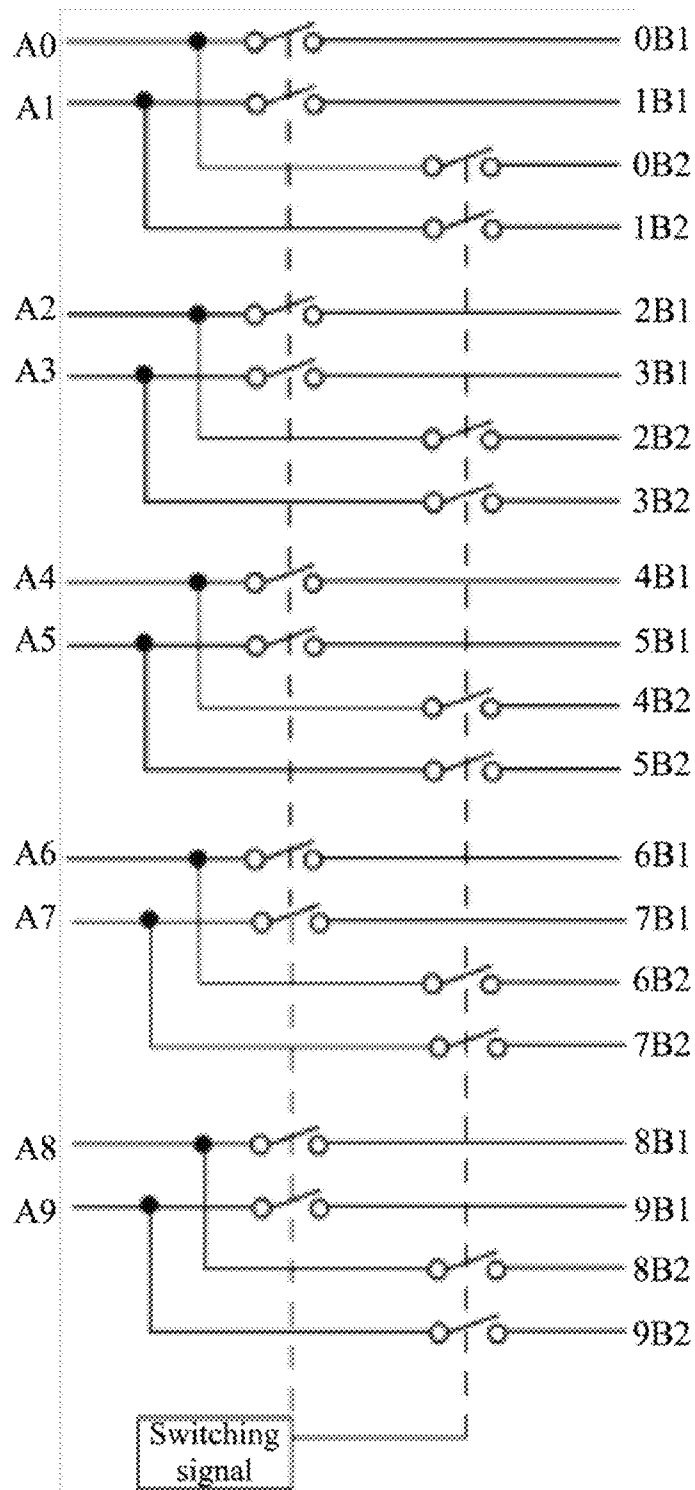 A0 0B1
A1 1B1
0B2
1B2
A2 2B1
A3 3B1
2B2
3B2
A4 4B1
A5 5B1
4B2
5B2
A6 6B1
A7 7B1
6B2
7B2
A8 8B1
A9 9B1
8B2
9B2
Switching
signal